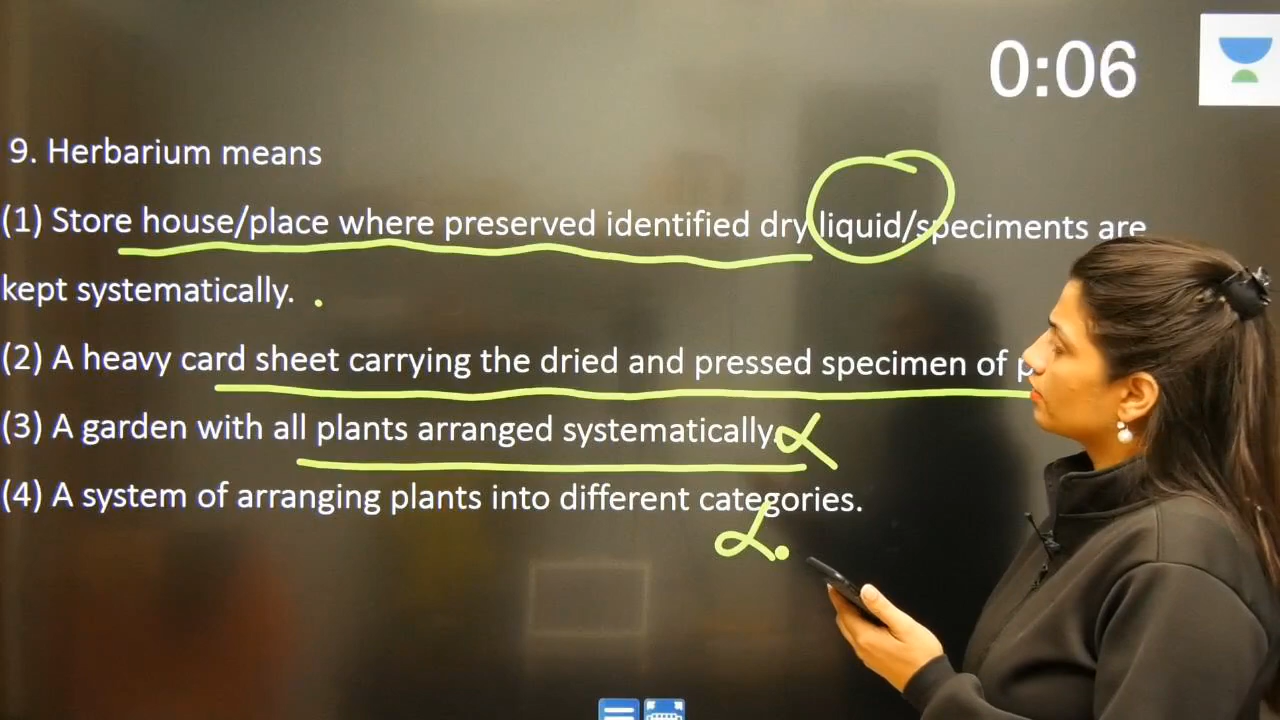 0:06
9. Herbarium means
(1) Store house/place where preserved identified dry liquid/speciments are
kept systematically.
(2) A heavy card sheet carrying the dried and pressed specimen of
(3) A garden with all plants arranged systematically.
(4) A system of arranging plants into different categories.